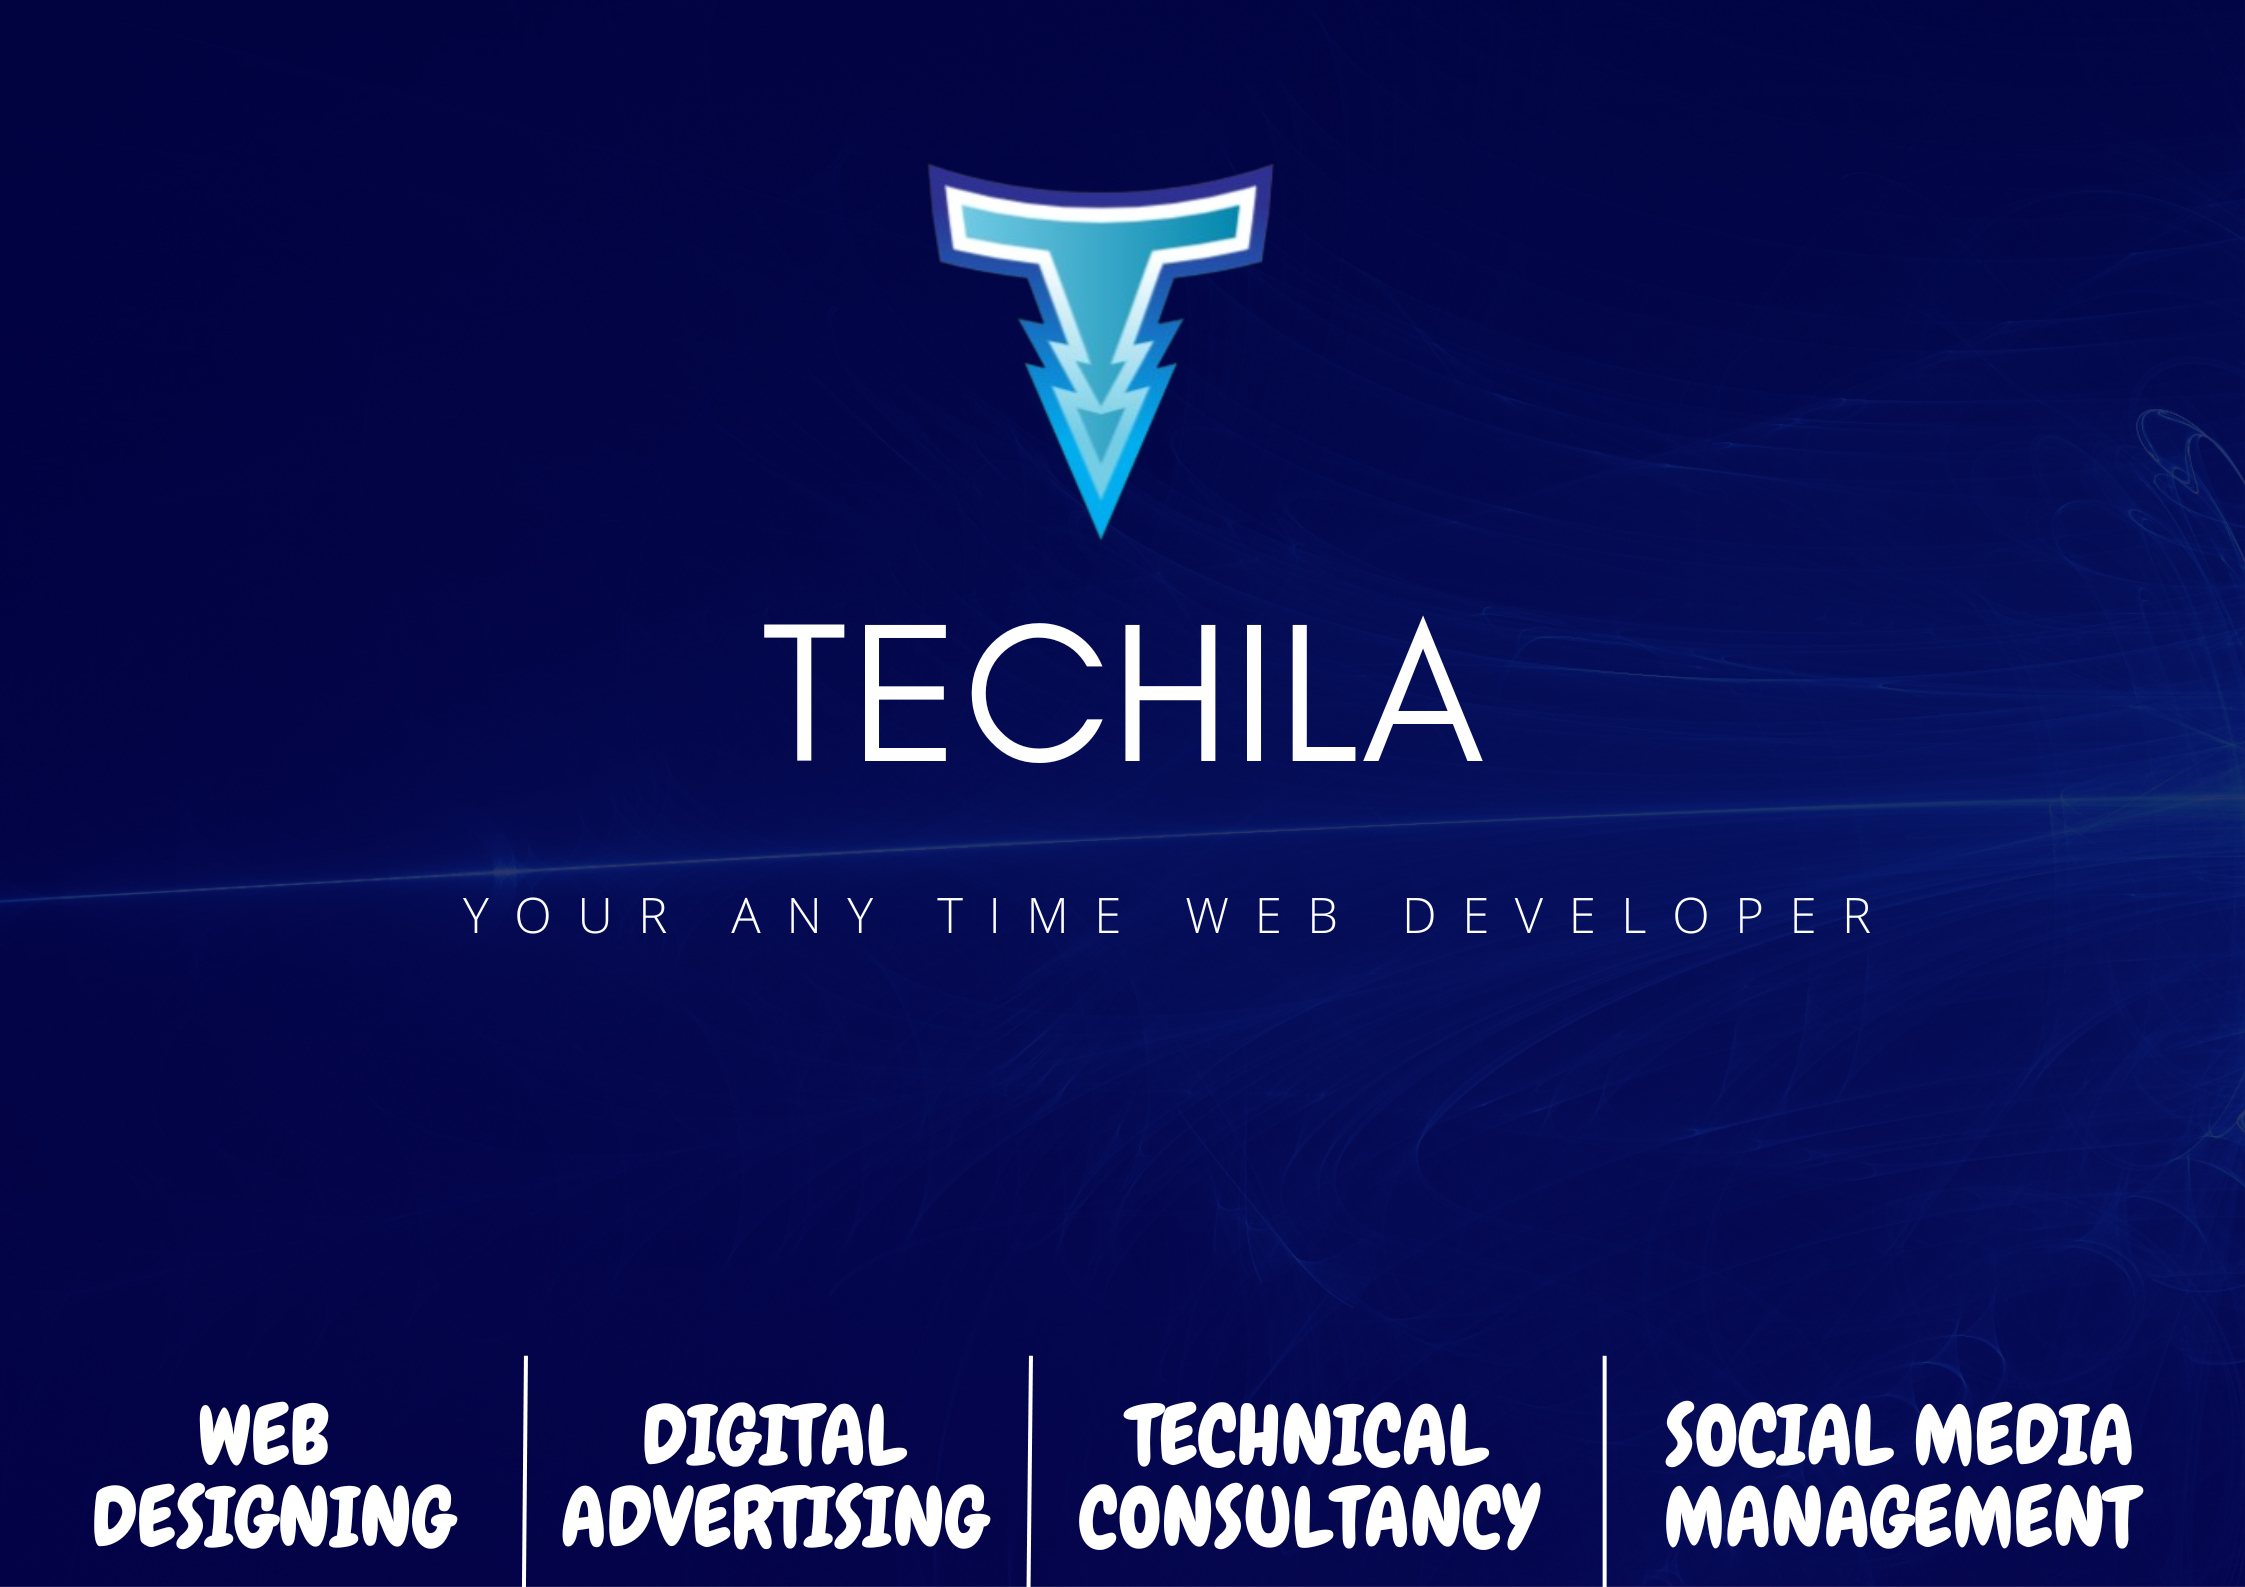 TECHILA
YOUR ANY TIME WEB DEVELOPER
WEB
DESIGNING
DIGITAL
ADVERTISING
TECHNICAL
CONSULTANCY
SOCIAL MEDIA
MANAGEMENT